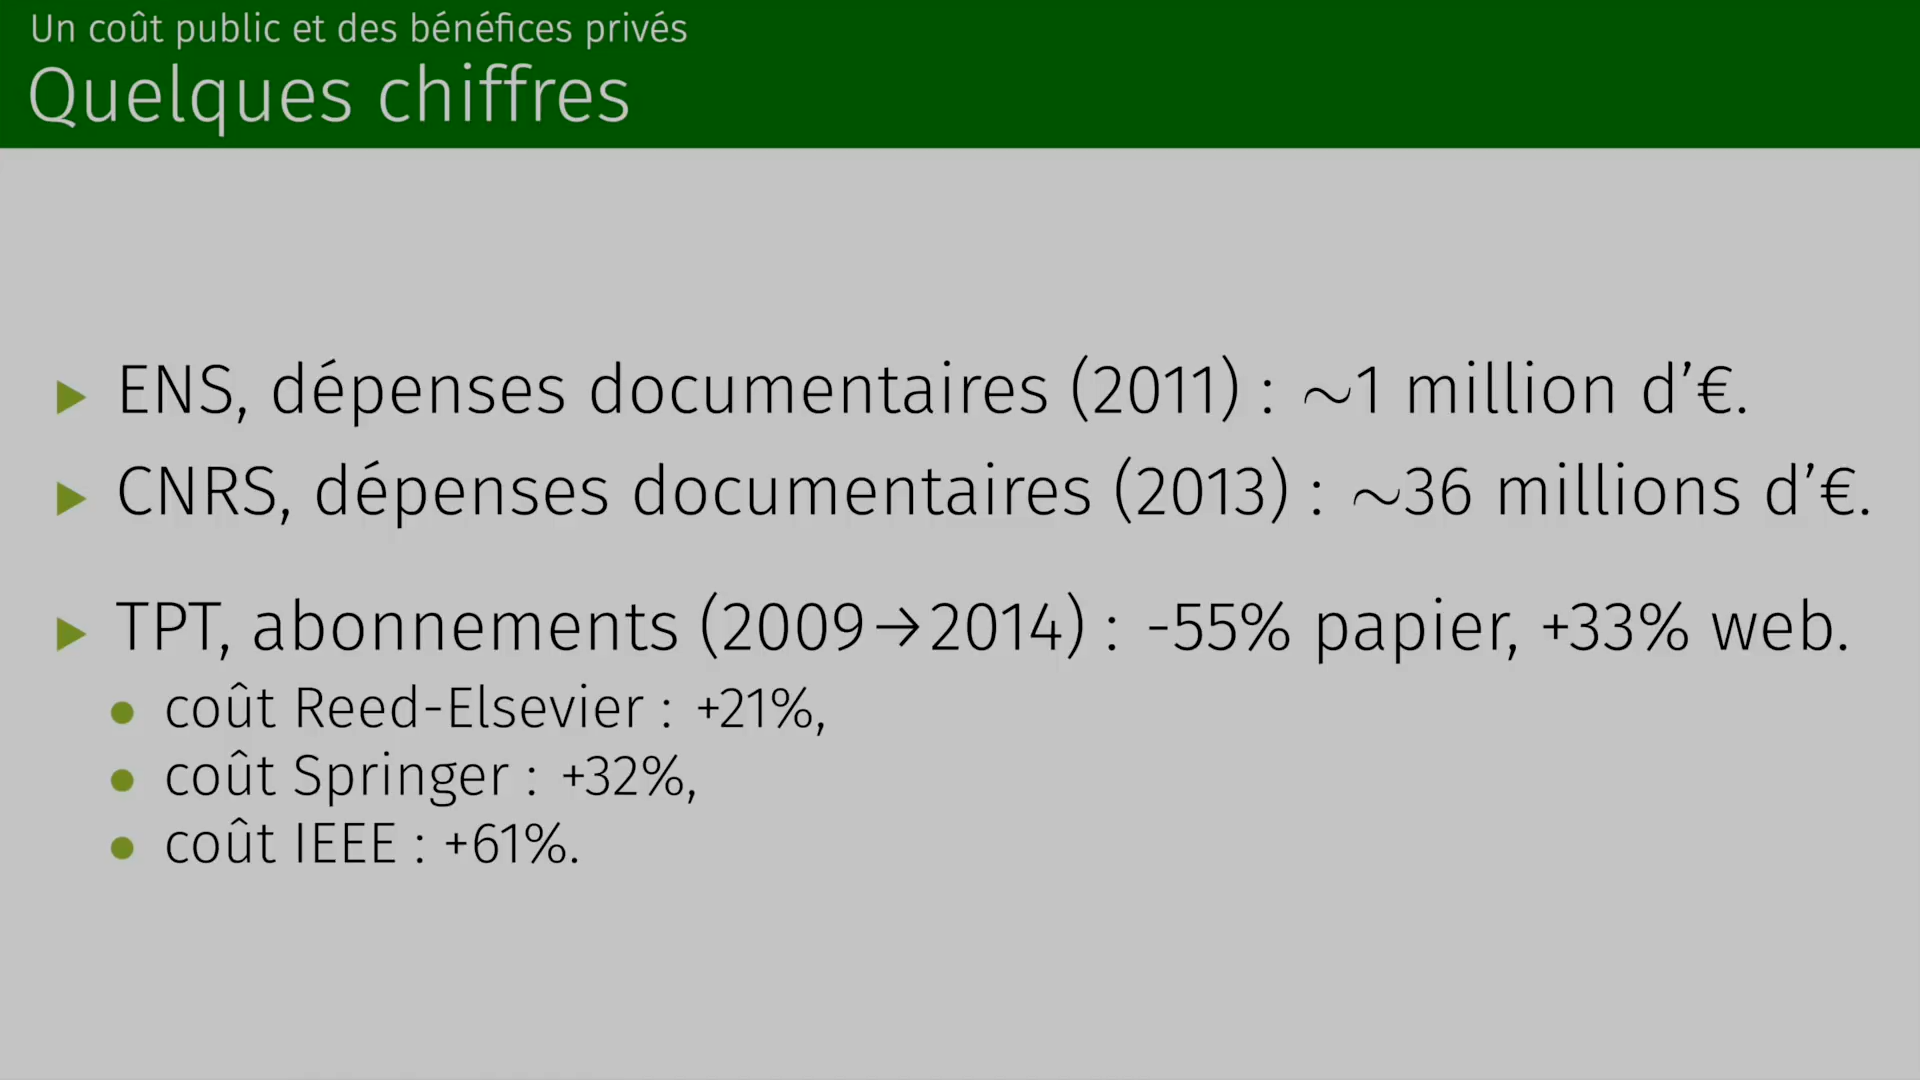 Un coût public et des bénéfices privés
Quelques chiffres
ENS, dépenses documentaires (2011) : ∼1 million d’€.
CNRS, dépenses documentaires (2013) : ∼36 millions d’€.
TPT, abonnements (2009→2014) : -55% papier, +33% web.
coût Reed-Elsevier : +21%,
coût Springer : +32%,
coût IEEE : +61%.